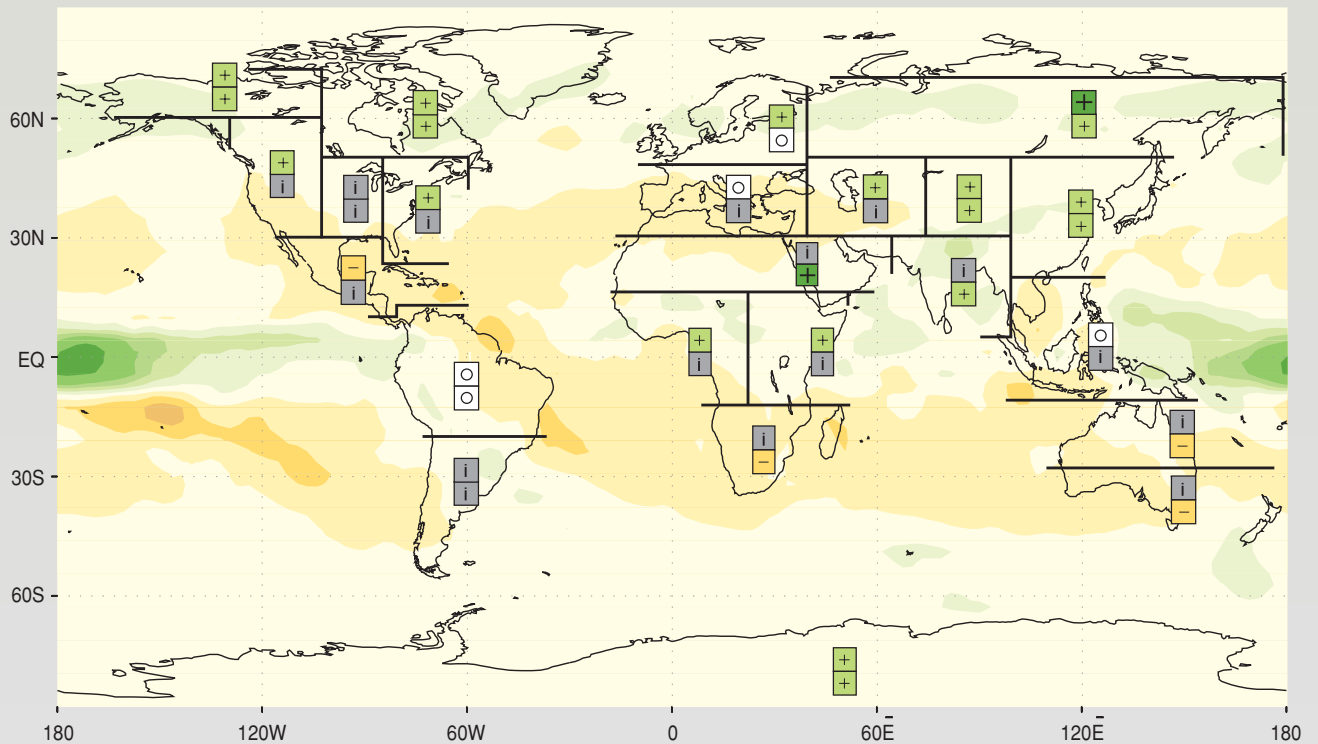 +
+
+
+
+
+
+
O
+
i
i
i
+
i
O
i
+
i
+
+
+
+
−
i
i
+
i
+
+
i
+
i
O
i
O
O
i
−
i
−
i
i
i
−
+
+
60N
30N
EQ
30S
60S
180 120W 60W 0 60E 120E 180